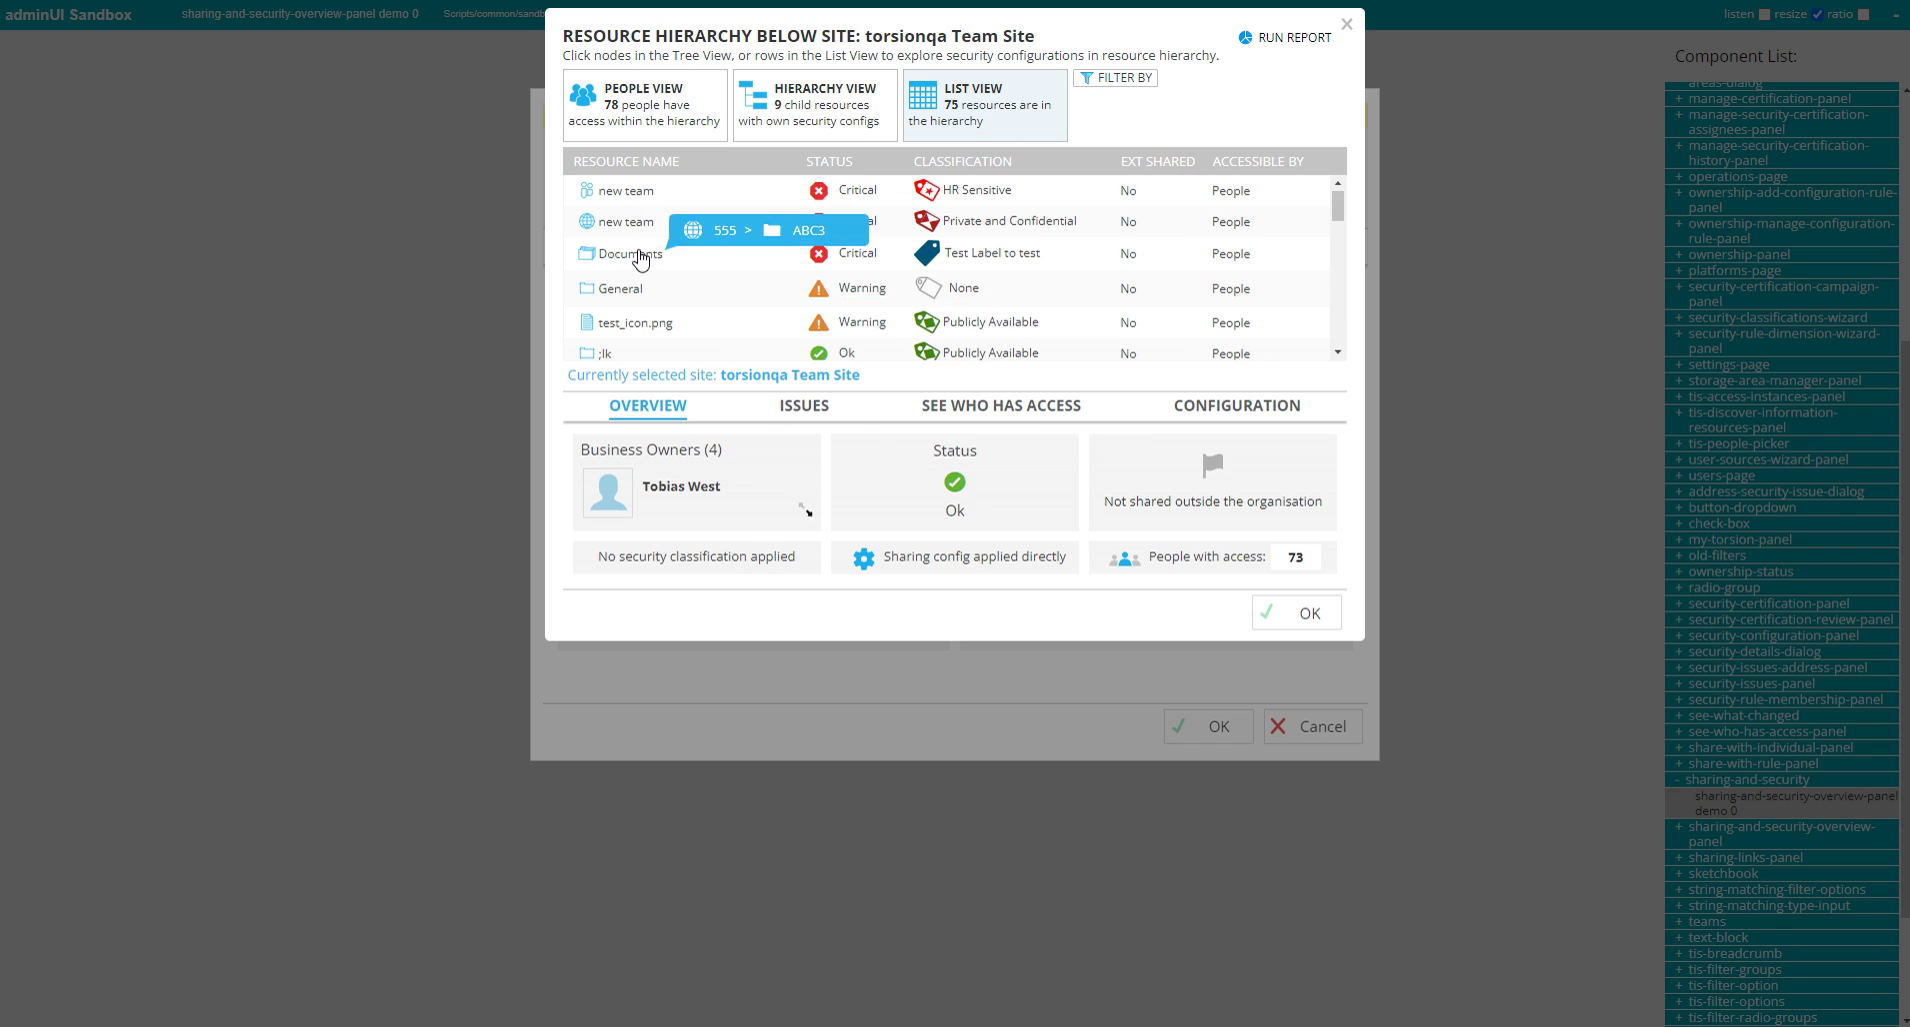 adminUI Sandbox
sharing-and-security-overview-panel demo 0
Scripts/common/sandb
listen resize ratio
RESOURCE HIERARCHY BELOW SITE: torsionqa Team Site
Click nodes in the Tree View, or rows in the List View to explore security configurations in resource hierarchy.
RUN REPORT
PEOPLE VIEW
78 people have
access within the hierarchy
HIERARCHY VIEW
9 child resources
with own security configs
LIST VIEW
75 resources are in
the hierarchy
FILTER BY
RESOURCE NAME STATUS CLASSIFICATION EXT SHARED ACCESSIBLE BY
new team Critical HR Sensitive No People
new team al Private and Confidential No People
555 > ABC3
Documents Critical Test Label to test No People
General Warning None No People
test_icon.png Warning Publicly Available No People
;lk Ok Publicly Available No People
Currently selected site: torsionqa Team Site
OVERVIEW ISSUES SEE WHO HAS ACCESS CONFIGURATION
Business Owners (4)
Tobias West
Status
Ok
Not shared outside the organisation
No security classification applied
Sharing config applied directly
People with access: 73
OK
OK Cancel
Component List:
areas-dialog
+ manage-certification-panel
+ manage-security-certification-
assignees-panel
+ manage-security-certification-
history-panel
+ operations-page
+ ownership-add-configuration-rule-
panel
+ ownership-manage-configuration-
rule-panel
+ ownership-panel
+ platforms-page
+ security-certification-campaign-
panel
+ security-classifications-wizard
+ security-rule-dimension-wizard-
panel
+ settings-page
+ storage-area-manager-panel
+ tis-access-instances-panel
+ tis-discover-information-
resources-panel
+ tis-people-picker
+ user-sources-wizard-panel
+ users-page
+ address-security-issue-dialog
+ button-dropdown
+ check-box
+ my-torsion-panel
+ old-filters
+ ownership-status
+ radio-group
+ security-certification-panel
+ security-certification-review-panel
+ security-configuration-panel
+ security-details-dialog
+ security-issues-address-panel
+ security-issues-panel
+ security-rule-membership-panel
+ see-what-changed
+ see-who-has-access-panel
+ share-with-individual-panel
+ share-with-rule-panel
- sharing-and-security
sharing-and-security-overview-panel
demo 0
+ sharing-and-security-overview-
panel
+ sharing-links-panel
+ sketchbook
+ string-matching-filter-options
+ string-matching-type-input
+ teams
+ text-block
+ tis-breadcrumb
+ tis-filter-groups
+ tis-filter-option
+ tis-filter-options
+ tis-filter-radio-groups